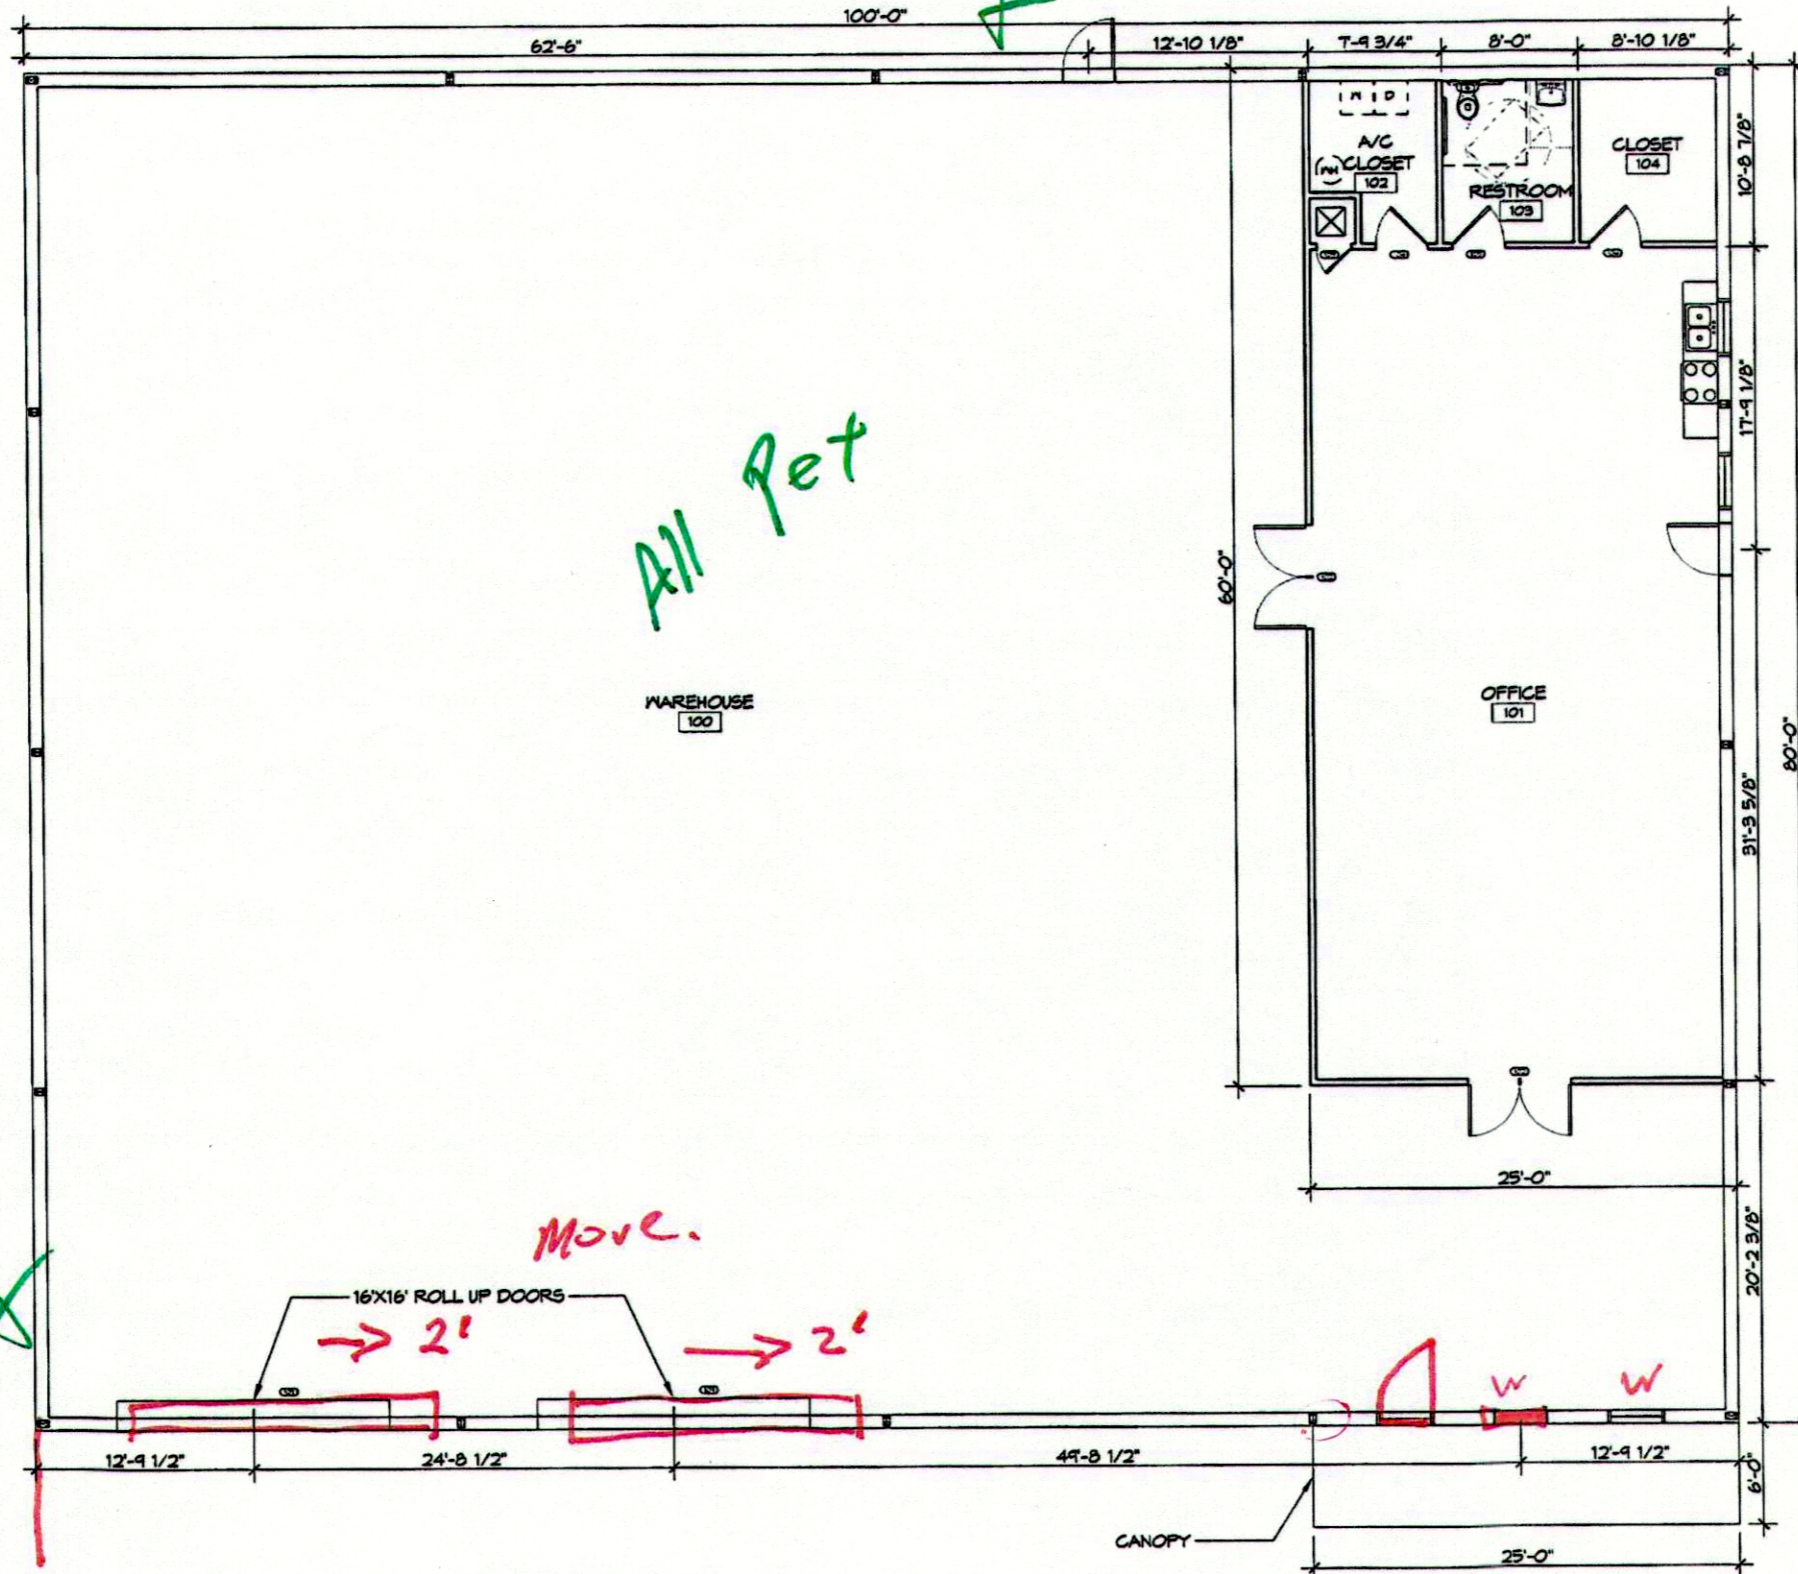 100'-0"
62'-6"
12'-10 1/8"
7'-9 3/4"
8'-0"
8'-10 1/8"
W D
A/C
CLOSET
102
WH
RESTROOM
103
CLOSET
104
10'-8 7/8"
17'-9 1/8"
All Pet
60'-0"
WAREHOUSE
100
OFFICE
101
80'-0"
31'-3 5/8"
25'-0"
Move.
20'-2 3/8"
16'X16' ROLL UP DOORS
→ 2'
→ 2'
W
W
12'-9 1/2"
24'-8 1/2"
49'-8 1/2"
12'-9 1/2"
6'-0"
CANOPY
25'-0"